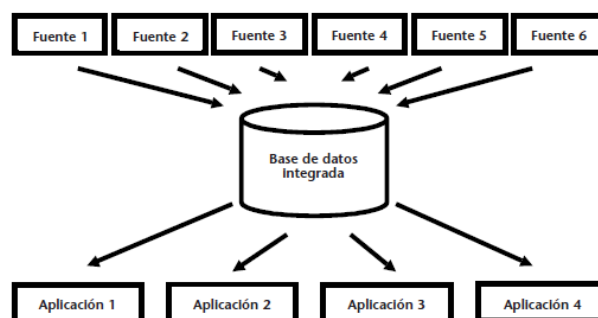 Fuente 1 Fuente 2 Fuente 3 Fuente 4 Fuente 5 Fuente 6
Base de datos
integrada
Aplicación 1 Aplicación 2 Aplicación 3 Aplicación 4